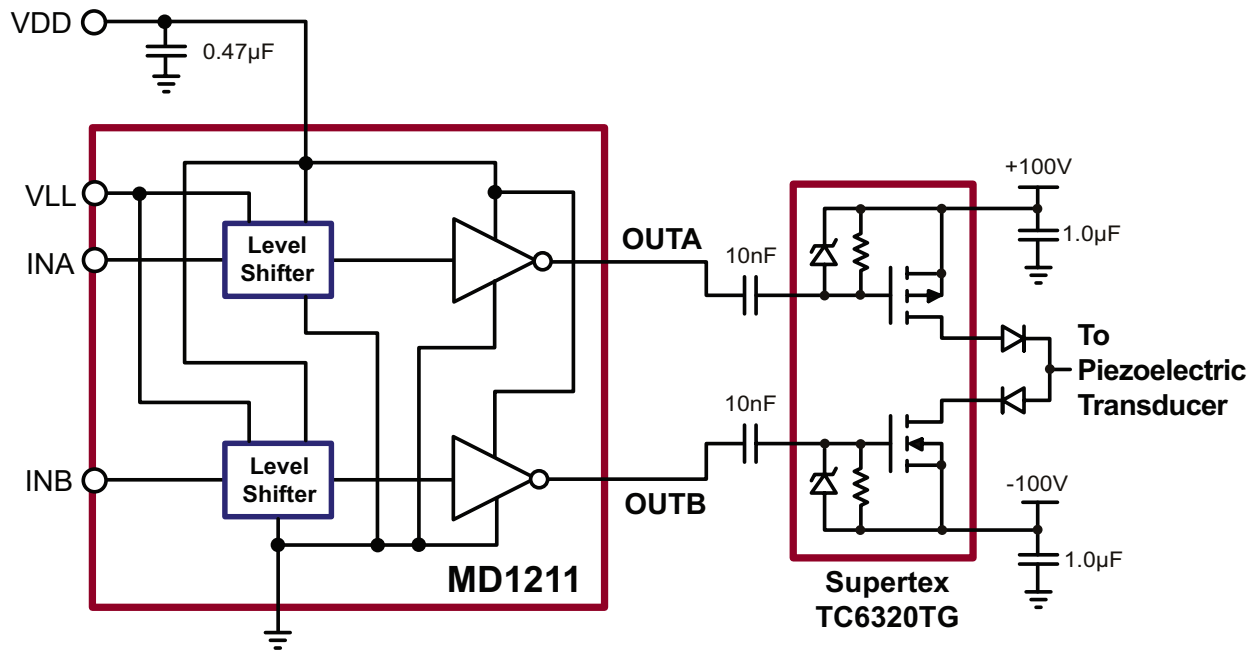 VDD
0.47µF
+100V
VLL
Level
Shifter
OUTA
10nF
1.0µF
INA
To
Piezoelectric
Transducer
10nF
INB
Level
Shifter
OUTB
-100V
1.0µF
MD1211
Supertex
TC6320TG